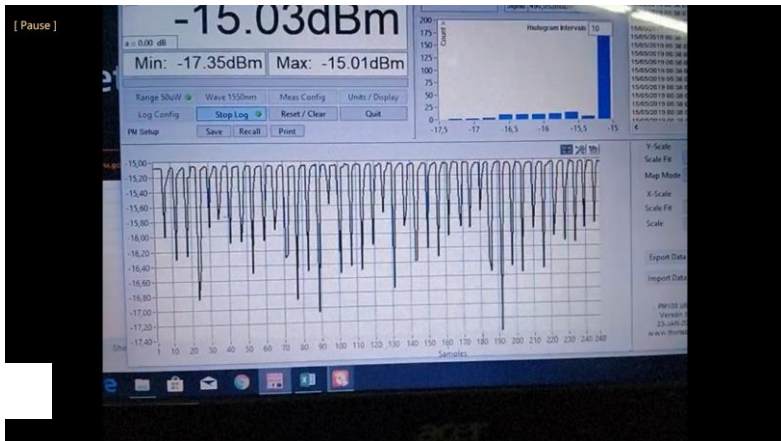 [ Pause ]
-15.03dBm
a = 0.00 dB
Min: -17.35dBm
Max: -15.01dBm
Range 50uW
Wave 1550nm
Meas Config
Units / Display
Log Config
Stop Log
Reset / Clear
Quit
PM Setup
Save
Recall
Print
Count >
Histogram Intervals 10
200
175
150
125
100
75
50
25
0
-17,5 -17 -16,5 -16 -15,5 -15
-15,00
-15,20
-15,40
-15,60
-15,80
-16,00
-16,20
-16,40
-16,60
-16,80
-17,00
-17,20
-17,40
1 10 20 30 40 50 60 70 80 90 100 110 120 130 140 150 160 170 180 190 200 210 220 230 240 248
Samples
Y-Scale
Scale Fit
Map Mode
X-Scale
Scale Fit
Scale
Export Data
Import Data
acer